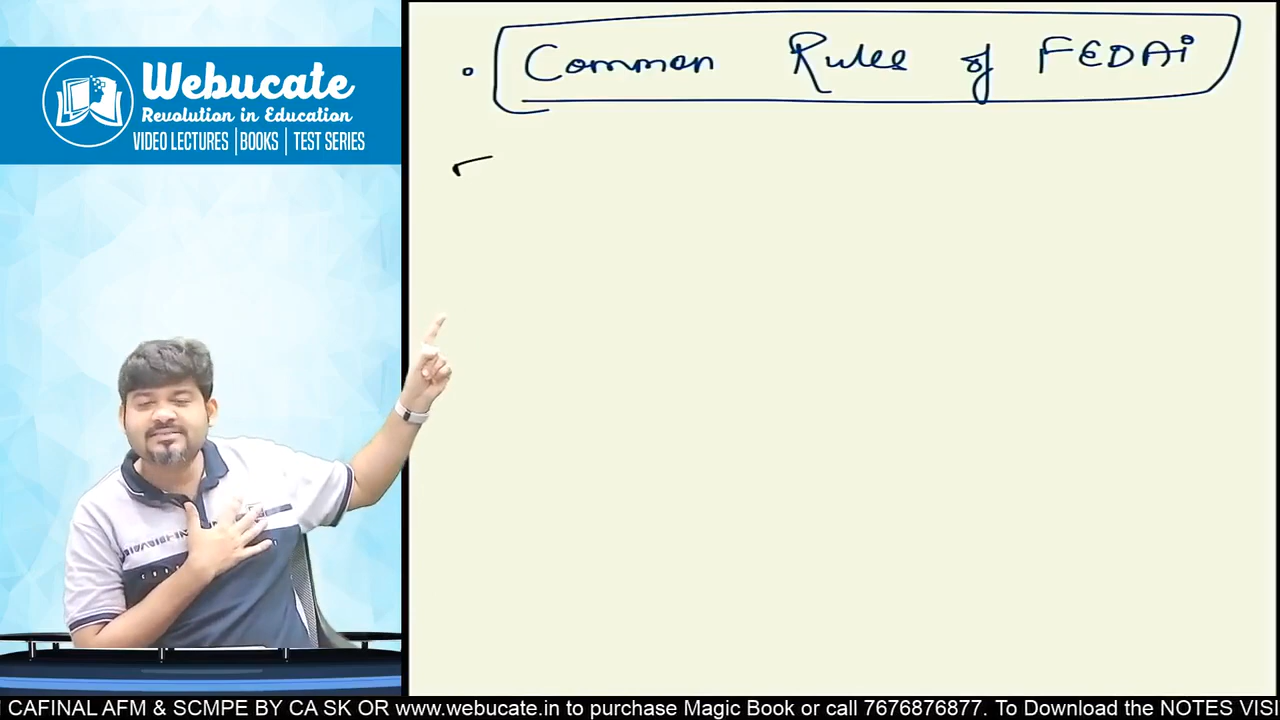 Webucate
Revolution in Education
VIDEO LECTURES | BOOKS | TEST SERIES
• Common Rules of FEDAi
CAFINAL AFM & SCMPE BY CA SK OR www.webucate.in to purchase Magic Book or call 7676876877. To Download the NOTES VISI